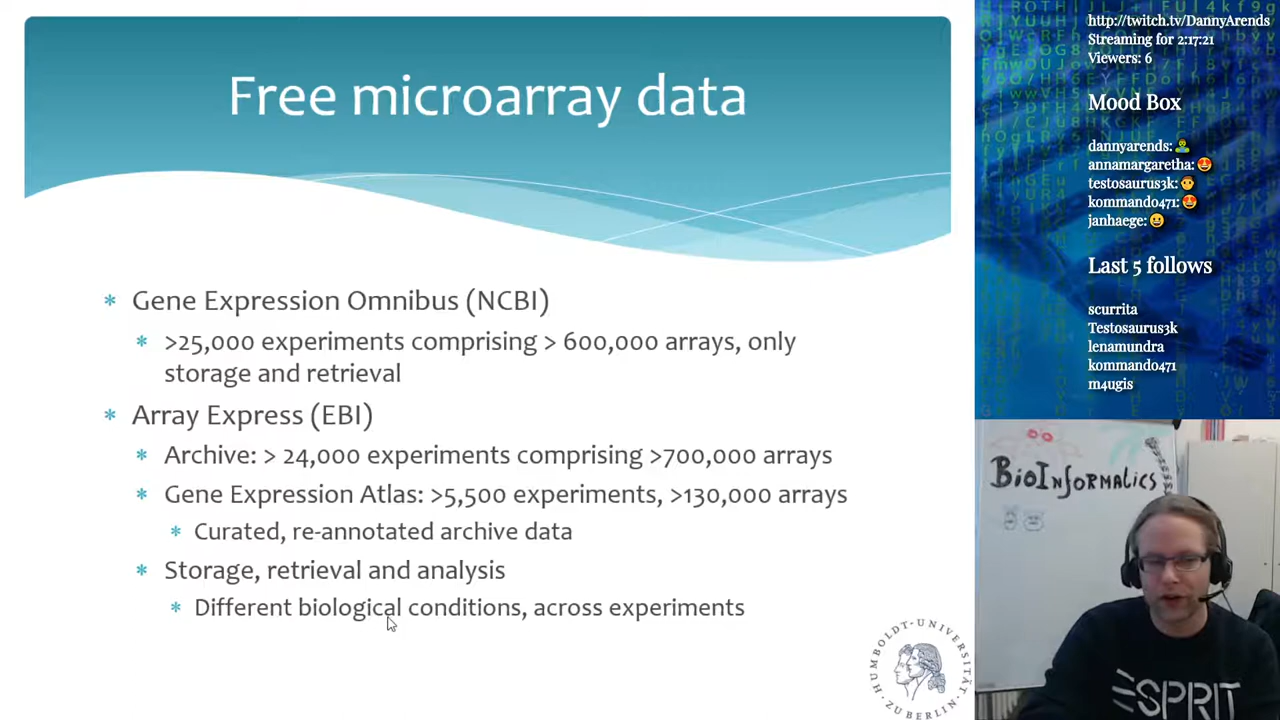 Free microarray data
* Gene Expression Omnibus (NCBI)
* >25,000 experiments comprising > 600,000 arrays, only
storage and retrieval
* Array Express (EBI)
* Archive: > 24,000 experiments comprising >700,000 arrays
* Gene Expression Atlas: >5,500 experiments, >130,000 arrays
* Curated, re-annotated archive data
* Storage, retrieval and analysis
* Different biological conditions, across experiments
HUMBOLDT-UNIVERSITÄT
ZU BERLIN
http://twitch.tv/DannyArends
Streaming for 2:17:21
Viewers: 6
Mood Box
dannyarends:
annamargaretha:
testosaurus3k:
kommando471:
janhaege:
Last 5 follows
scurrita
Testosaurus3k
lenamundra
kommando471
m4ugis
BioInformatics
ESPRIT